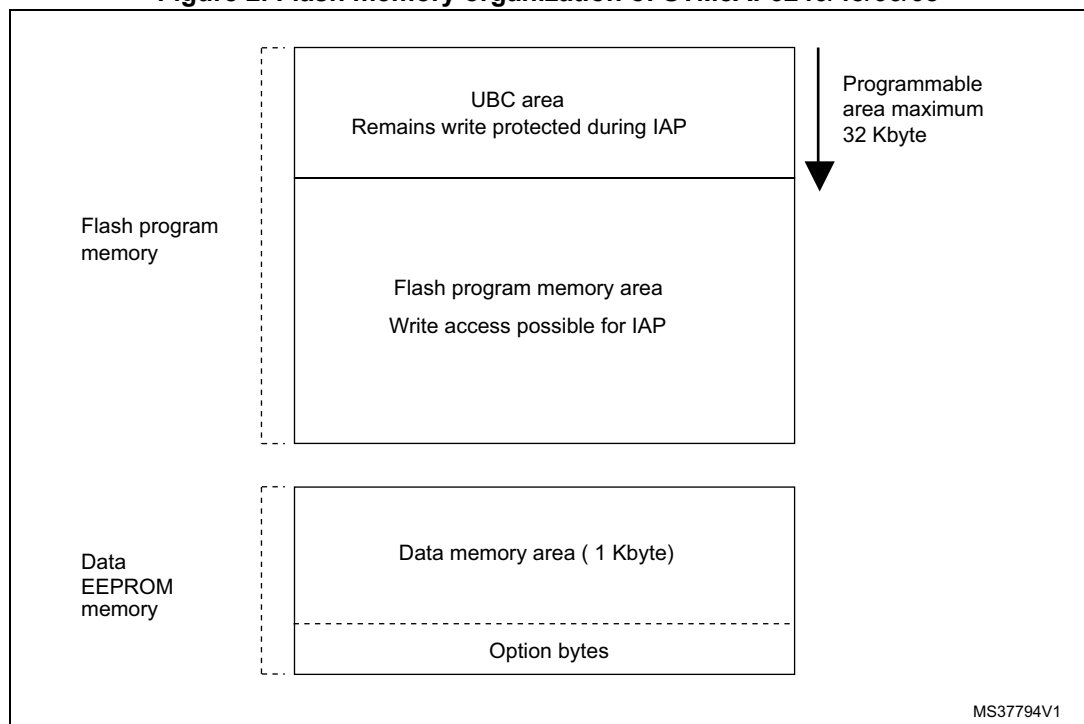 UBC area
Remains write protected during IAP
Programmable
area maximum
32 Kbyte
Flash program
memory
Flash program memory area
Write access possible for IAP
Data
EEPROM
memory
Data memory area ( 1 Kbyte)
Option bytes
MS37794V1